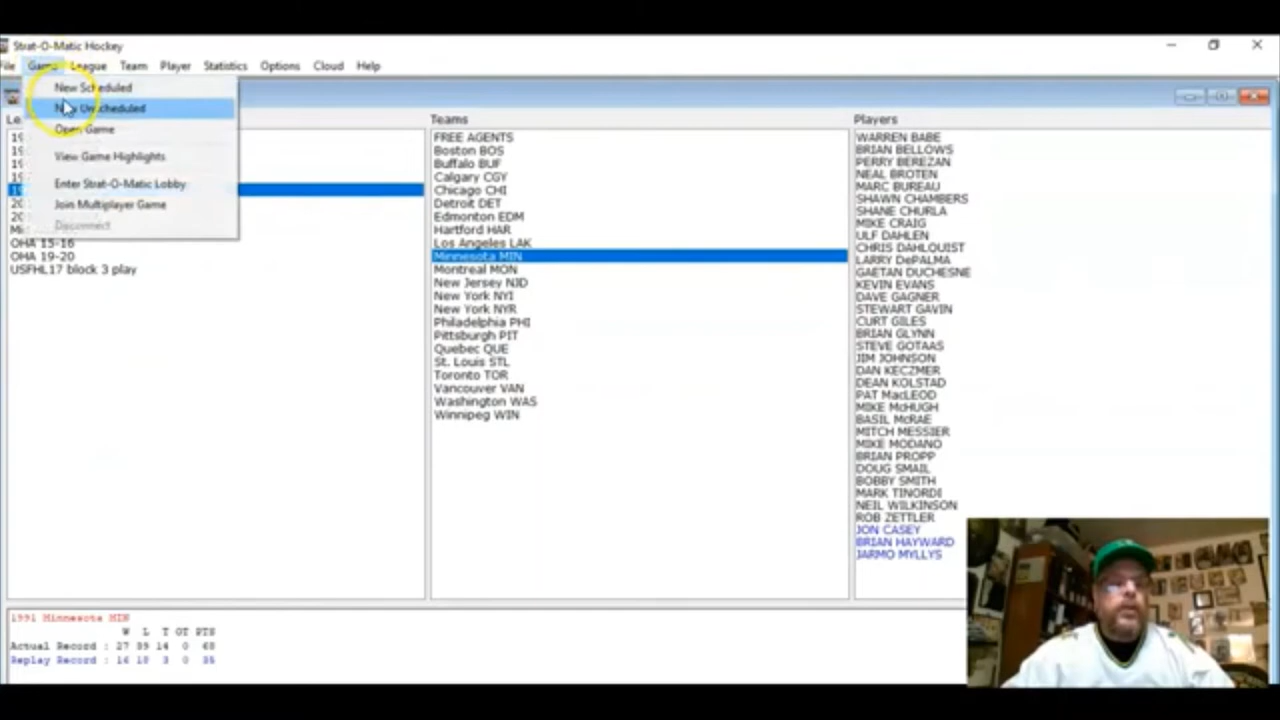 Strat-O-Matic Hockey
File Game League Team Player Statistics Options Cloud Help
New Scheduled
New Unscheduled
Open Game
View Game Highlights
Enter Strat-O-Matic Lobby
Join Multiplayer Game
Disconnect
OHA 15-16
OHA 19-20
USFHL17 block 3 play
Teams
FREE AGENTS
Boston BOS
Buffalo BUF
Calgary CGY
Chicago CHI
Detroit DET
Edmonton EDM
Hartford HAR
Los Angeles LAK
Minnesota MIN
Montreal MON
New Jersey NJD
New York NYI
New York NYR
Philadelphia PHI
Pittsburgh PIT
Quebec QUE
St. Louis STL
Toronto TOR
Vancouver VAN
Washington WAS
Winnipeg WIN
Players
WARREN BABE
BRIAN BELLOWS
PERRY BEREZAN
NEAL BROTEN
MARC BUREAU
SHAWN CHAMBERS
SHANE CHURLA
MIKE CRAIG
ULF DAHLEN
CHRIS DAHLQUIST
LARRY DePALMA
GAETAN DUCHESNE
KEVIN EVANS
DAVE GAGNER
STEWART GAVIN
CURT GILES
BRIAN GLYNN
STEVE GOTAAS
JIM JOHNSON
DAN KECZMER
DEAN KOLSTAD
PAT MacLEOD
MIKE McHUGH
BASIL McRAE
MITCH MESSIER
MIKE MODANO
BRIAN PROPP
DOUG SMAIL
BOBBY SMITH
MARK TINORDI
NEIL WILKINSON
ROB ZETTLER
JON CASEY
BRIAN HAYWARD
JARMO MYLLYS
1991 Minnesota MIN
W L T OT PTS
Actual Record : 27 39 14 0 68
Replay Record : 16 18 3 0 35